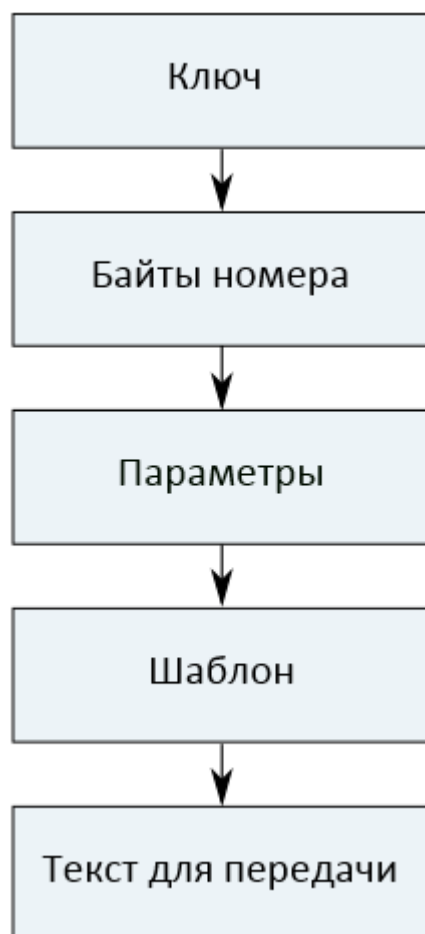 Ключ
Байты номера
Параметры
Шаблон
Текст для передачи